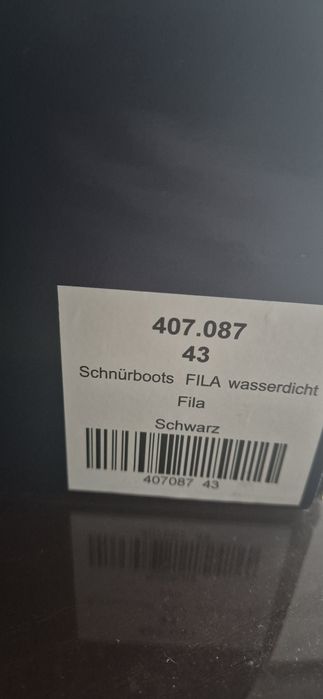 407.087
43
Schnürboots FILA wasserdicht
Fila
Schwarz
407087 43